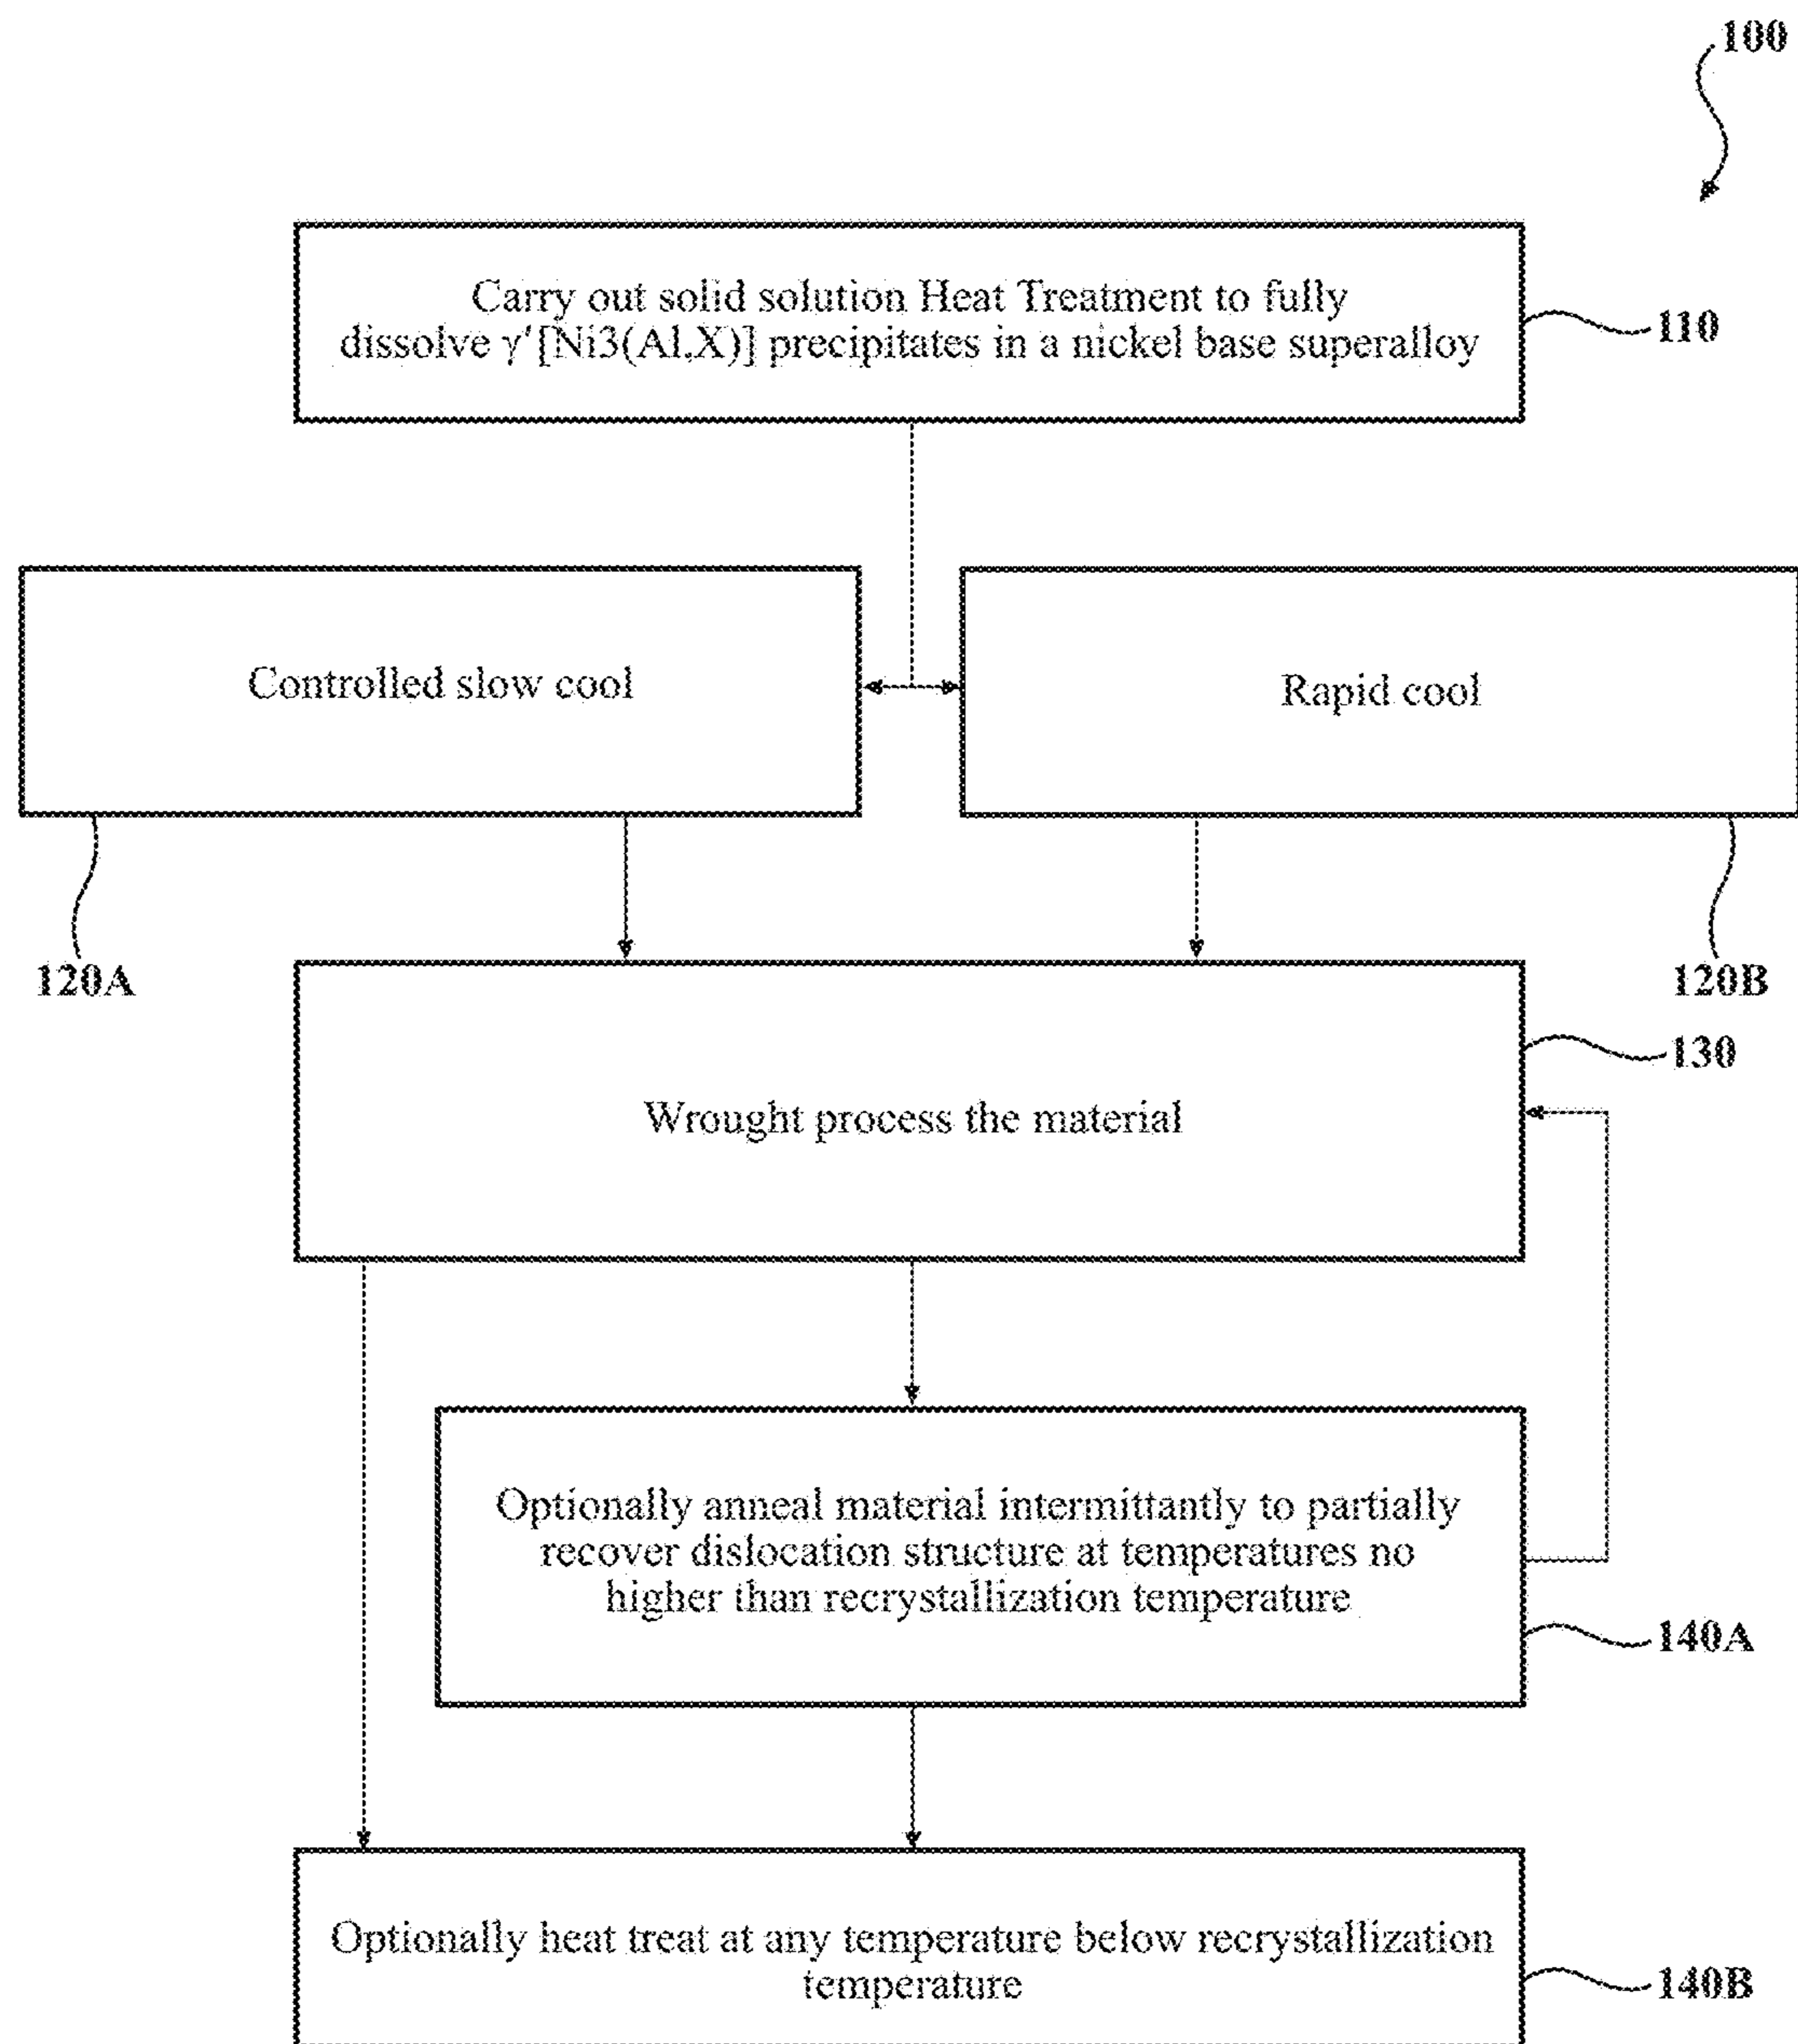 100
Carry out solid solution Heat Treatment to fully
dissolve γ'[Ni3(Al,X)] precipitates in a nickel base superalloy
110
Controlled slow cool
Rapid cool
120A
120B
130
Wrought process the material
Optionally anneal material intermittantly to partially
recover dislocation structure at temperatures no
higher than recrystallization temperature
140A
Optionally heat treat at any temperature below recrystallization
temperature
140B